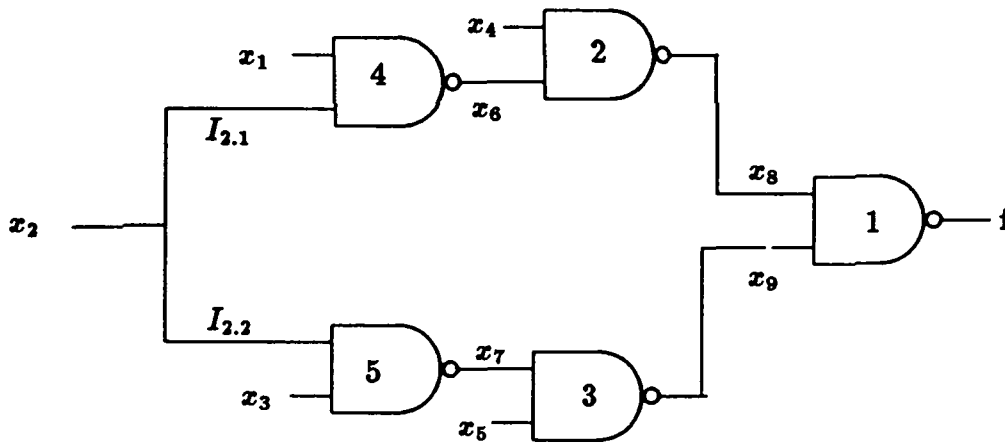 x₄
2
x₁
4
x₆
I₂.₁
x₈
x₂
1
f
x₉
I₂.₂
x₇
5
3
x₃
x₅